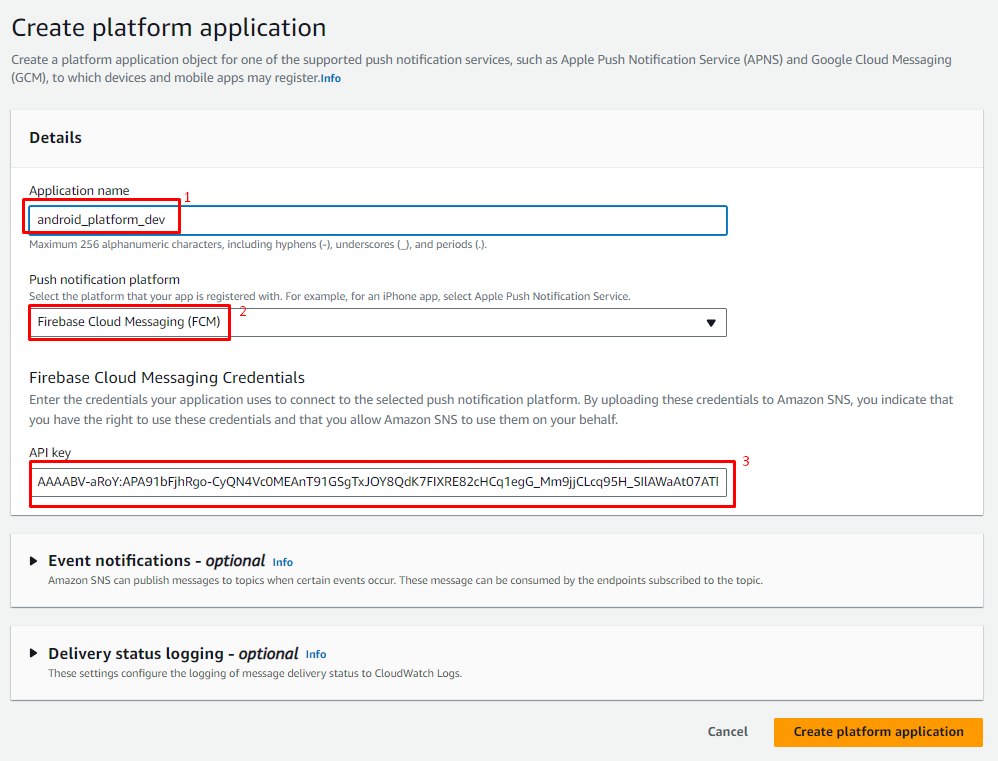 Create platform application
Create a platform application object for one of the supported push notification services, such as Apple Push Notification Service (APNS) and Google Cloud Messaging
(GCM), to which devices and mobile apps may register.Info
Details
Application name
1
android_platform_dev
Maximum 256 alphanumeric characters, including hyphens (-), underscores (_), and periods (.).
Push notification platform
Select the platform that your app is registered with. For example, for an iPhone app, select Apple Push Notification Service.
2
Firebase Cloud Messaging (FCM)
Firebase Cloud Messaging Credentials
Enter the credentials your application uses to connect to the selected push notification platform. By uploading these credentials to Amazon SNS, you indicate that
you have the right to use these credentials and that you allow Amazon SNS to use them on your behalf.
API key
3
Event notifications - optional Info
Amazon SNS can publish messages to topics when certain events occur. These message can be consumed by the endpoints subscribed to the topic.
Delivery status logging - optional Info
These settings configure the logging of message delivery status to CloudWatch Logs.
Cancel
Create platform application